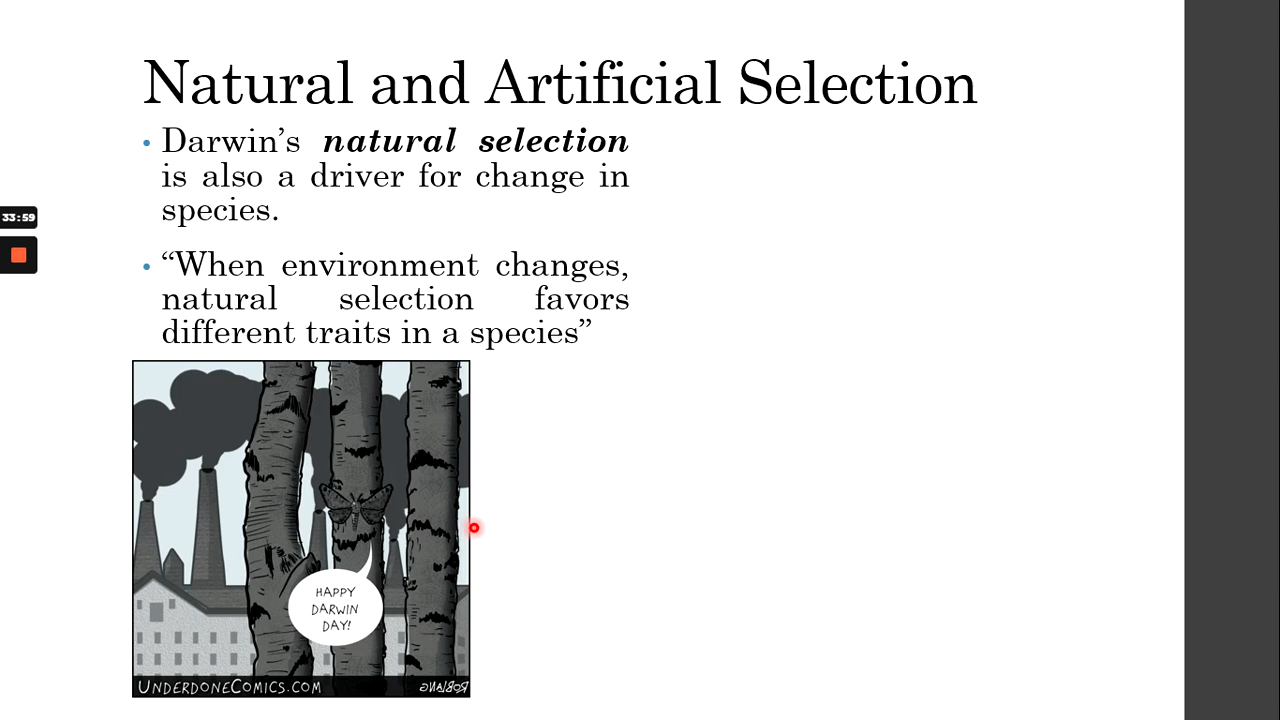 Natural and Artificial Selection
• Darwin’s natural selection
is also a driver for change in
species.
33:59
• “When environment changes,
natural selection favors
different traits in a species”
HAPPY
DARWIN
DAY!
UNDERDONECOMICS.COM